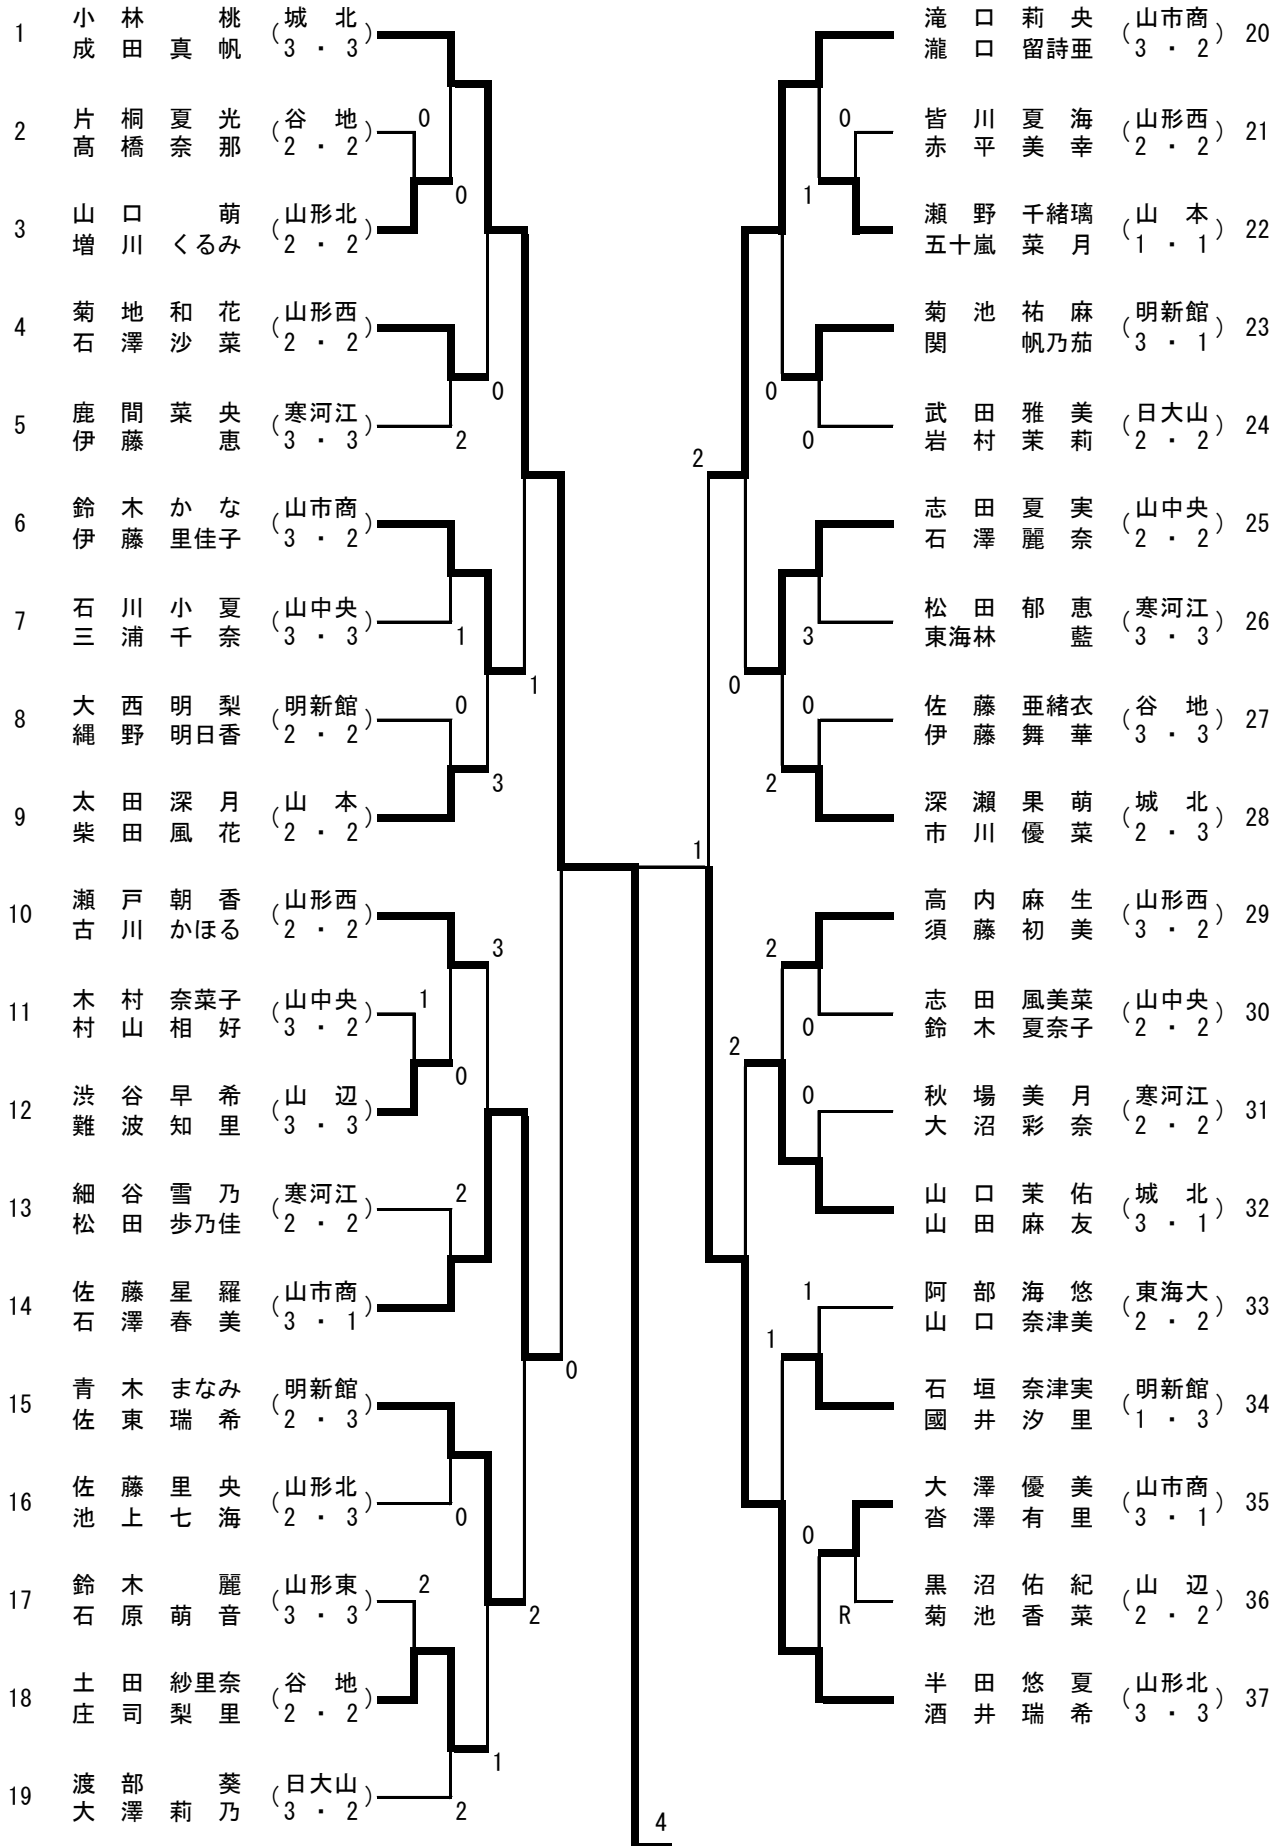 1 小林 桃 (城北 3・3)
成田真帆
0
2 片桐夏光 (谷地 2・2)
髙橋奈那
0
3 山口 萌 (山形北 2・2)
増川くるみ
4 菊地和花 (山形西 2・2)
石澤沙菜
0
5 鹿間菜央 (寒河江 3・3)
伊藤 恵
2
6 鈴木かな (山市商 3・2)
伊藤里佳子
7 石川小夏 (山中央 3・3)
三浦千奈
1
1
8 大西明梨 (明新館 2・2)
縄野明日香
0
3
9 太田深月 (山本 2・2)
柴田風花
10 瀬戸朝香 (山形西 2・2)
古川かほる
3
11 木村奈菜子 (山中央 3・2)
村山相好
1
0
12 渋谷早希 (山辺 3・3)
難波知里
13 細谷雪乃 (寒河江 2・2)
松田歩乃佳
2
14 佐藤星羅 (山市商 3・1)
石澤春美
0
15 青木まなみ (明新館 2・3)
佐東瑞希
16 佐藤里央 (山形北 2・3)
池上七海
0
17 鈴木 麗 (山形東 3・3)
石原萌音
2
2
18 土田紗里奈 (谷地 2・2)
庄司梨里
1
19 渡部 葵 (日大山 3・2)
大澤莉乃
2
4
1
滝口莉央 (山市商 3・2) 20
瀧口留詩亜
0
皆川夏海 (山形西 2・2) 21
赤平美幸
1
瀬野千緒璃 (山本 1・1) 22
五十嵐菜月
菊池祐麻 (明新館 3・1) 23
関 帆乃茄
0
武田雅美 (日大山 2・2) 24
岩村茉莉
0
2
志田夏実 (山中央 2・2) 25
石澤麗奈
松田郁恵 (寒河江 3・3) 26
東海林 藍
3
0
佐藤亜緒衣 (谷地 3・3) 27
伊藤舞華
0
2
深瀬果萌 (城北 2・3) 28
市川優菜
高内麻生 (山形西 3・2) 29
須藤初美
2
志田風美菜 (山中央 2・2) 30
鈴木夏奈子
0
2
秋場美月 (寒河江 2・2) 31
大沼彩奈
0
山口茉佑 (城北 3・1) 32
山田麻友
阿部海悠 (東海大 2・2) 33
山口奈津美
1
1
石垣奈津実 (明新館 1・3) 34
國井汐里
大澤優美 (山市商 3・1) 35
沓澤有里
0
黒沼佑紀 (山辺 2・2) 36
菊池香菜
R
半田悠夏 (山形北 3・3) 37
酒井瑞希